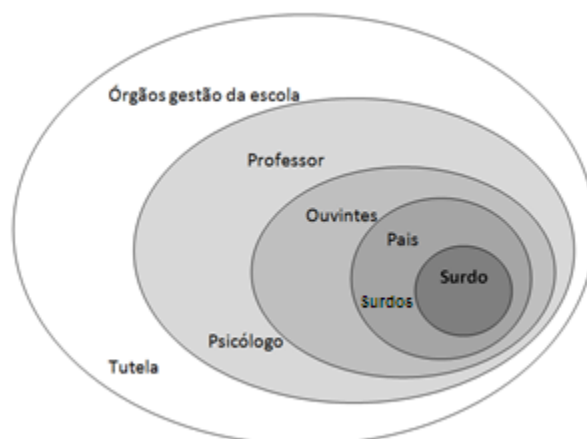 Órgãos gestão da escola
Professor
Ouvintes
Pais
Surdo
Surdos
Psicólogo
Tutela